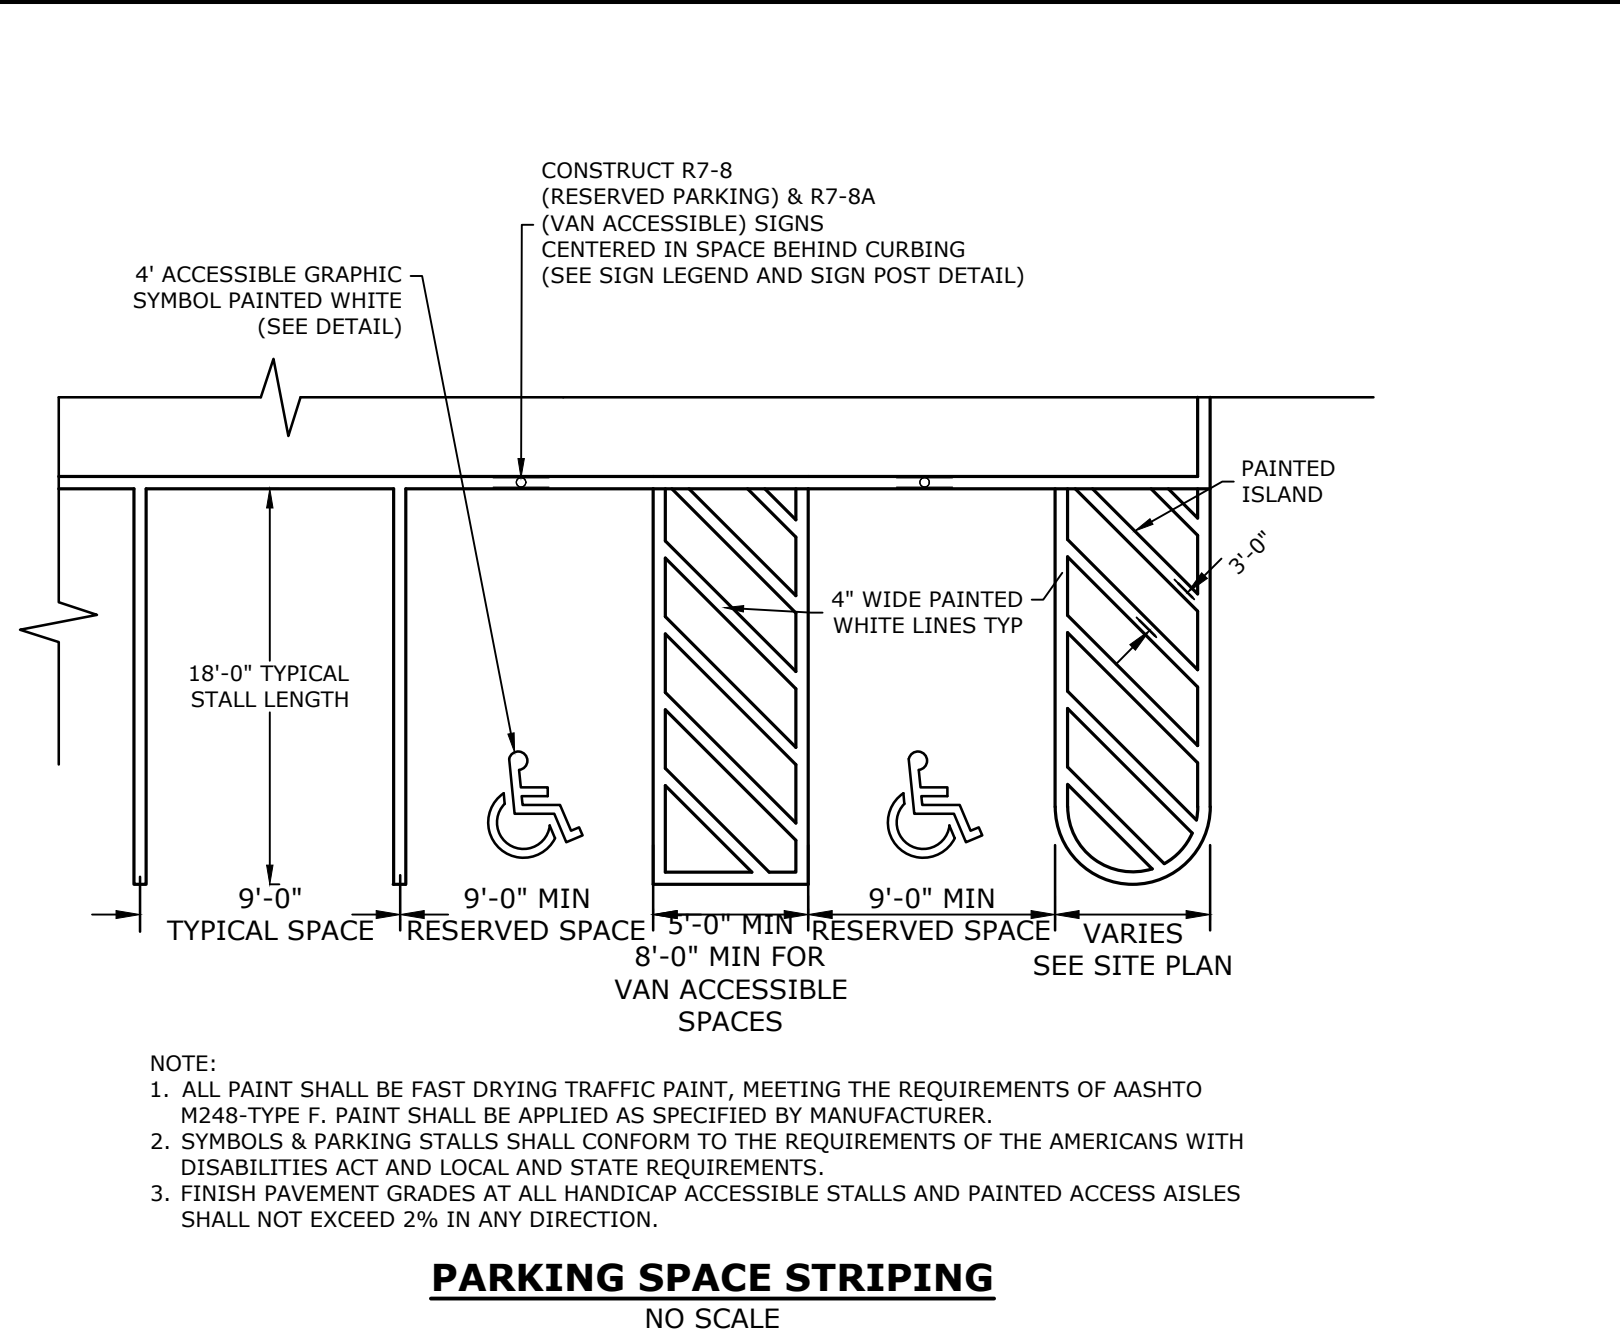 CONSTRUCT R7-8
(RESERVED PARKING) & R7-8A
(VAN ACCESSIBLE) SIGNS
CENTERED IN SPACE BEHIND CURBING
(SEE SIGN LEGEND AND SIGN POST DETAIL)
4' ACCESSIBLE GRAPHIC
SYMBOL PAINTED WHITE
(SEE DETAIL)
PAINTED
ISLAND
3'-0"
4" WIDE PAINTED
WHITE LINES TYP
18'-0" TYPICAL
STALL LENGTH
9'-0"
TYPICAL SPACE
9'-0" MIN
RESERVED SPACE
5'-0" MIN
8'-0" MIN FOR
VAN ACCESSIBLE
SPACES
9'-0" MIN
RESERVED SPACE
VARIES
SEE SITE PLAN
NOTE:
1. ALL PAINT SHALL BE FAST DRYING TRAFFIC PAINT, MEETING THE REQUIREMENTS OF AASHTO
M248-TYPE F. PAINT SHALL BE APPLIED AS SPECIFIED BY MANUFACTURER.
2. SYMBOLS & PARKING STALLS SHALL CONFORM TO THE REQUIREMENTS OF THE AMERICANS WITH
DISABILITIES ACT AND LOCAL AND STATE REQUIREMENTS.
3. FINISH PAVEMENT GRADES AT ALL HANDICAP ACCESSIBLE STALLS AND PAINTED ACCESS AISLES
SHALL NOT EXCEED 2% IN ANY DIRECTION.
PARKING SPACE STRIPING
NO SCALE